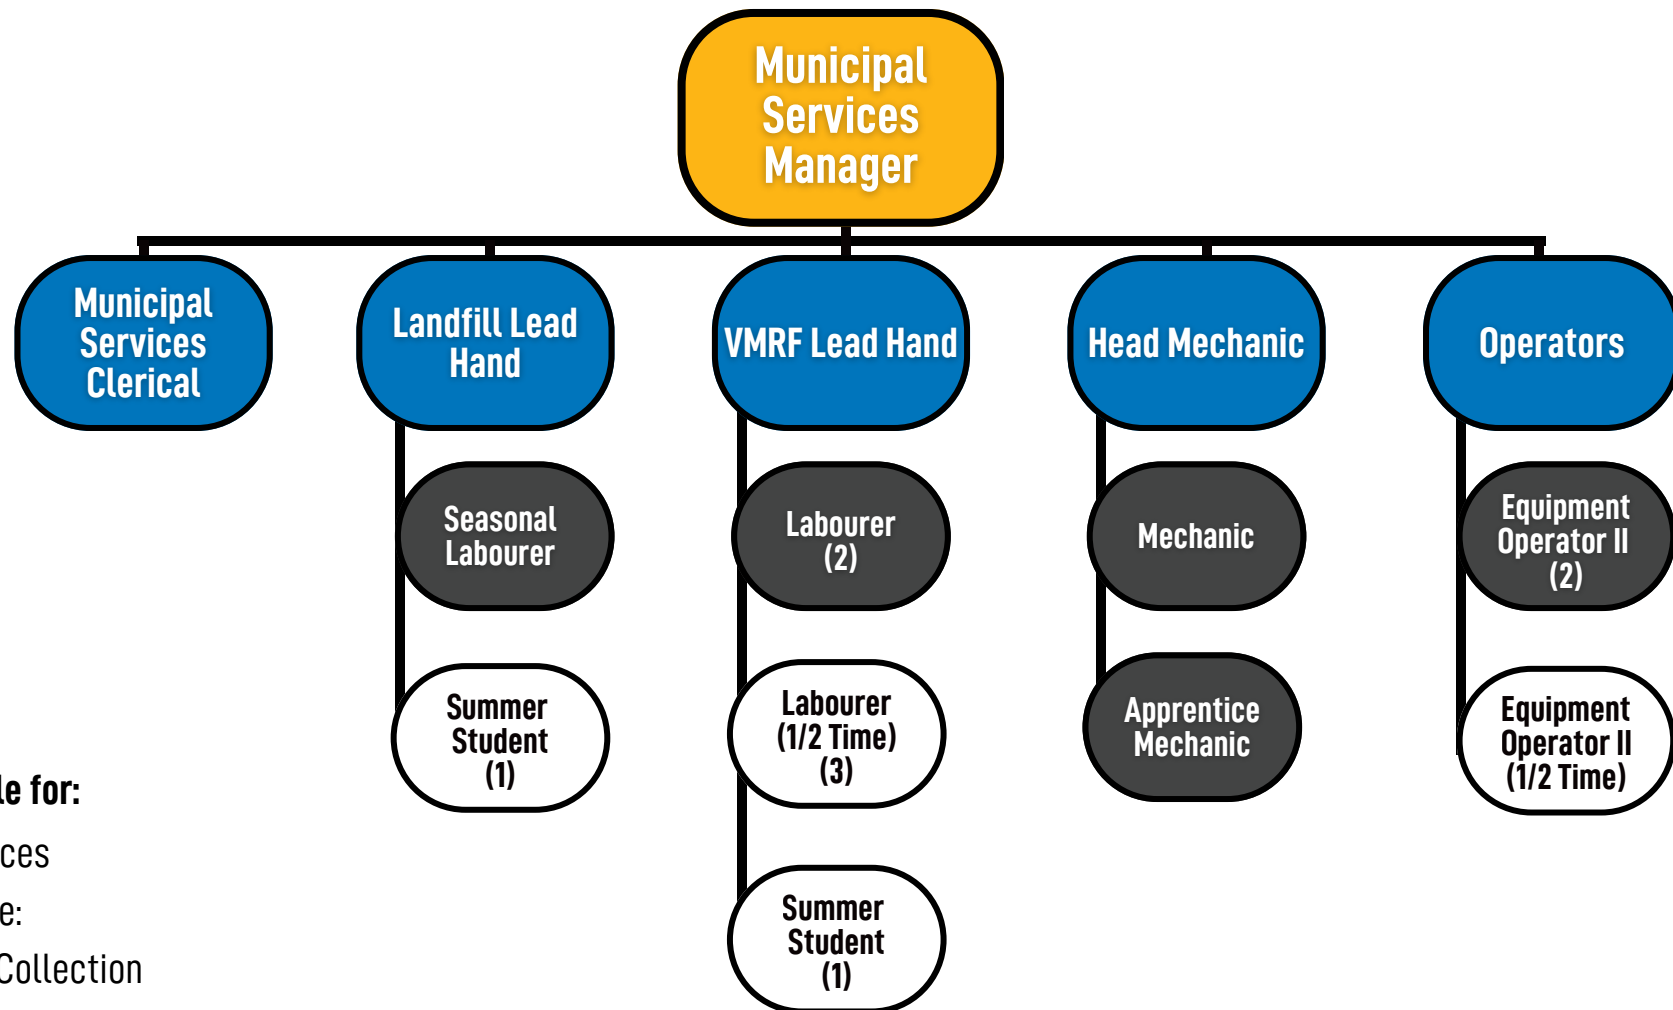 Municipal
Services
Manager
Municipal
Services
Clerical
Landfill Lead
Hand
VMRF Lead Hand
Head Mechanic
Operators
Seasonal
Labourer
Labourer
(2)
Mechanic
Equipment
Operator II
(2)
Summer
Student
(1)
Labourer
(1/2 Time)
(3)
Apprentice
Mechanic
Equipment
Operator II
(1/2 Time)
Summer
Student
(1)
le for:
ces
e:
Collection